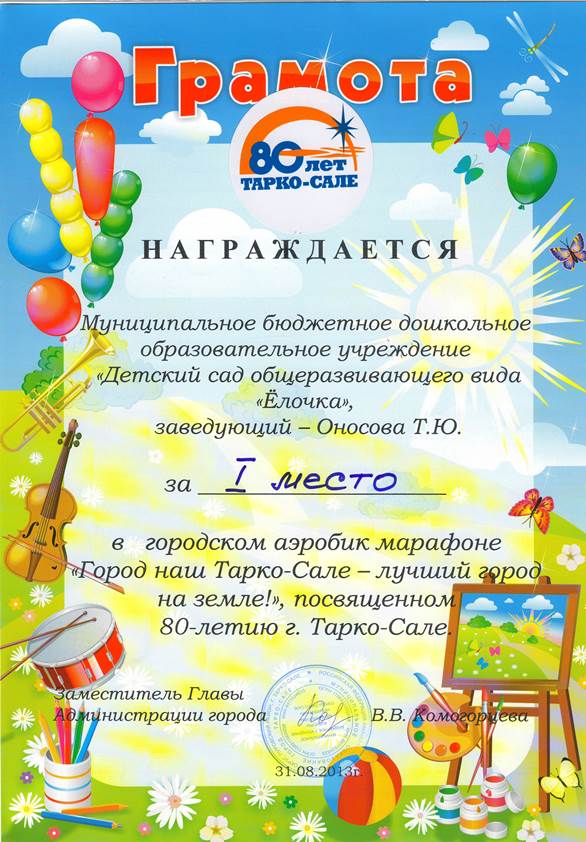 Грамота
80 лет
ТАРКО-САЛЕ
НАГРАЖДАЕТСЯ
Муниципальное бюджетное дошкольное
образовательное учреждение
«Детский сад общеразвивающего вида
«Ёлочка»,
заведующий – Оносова Т.Ю.
за I место
в городском аэробик марафоне
«Город наш Тарко-Сале – лучший город
на земле!», посвященном
80-летию г. Тарко-Сале.
Заместитель Главы
Администрации города В.В. Комогорцева
31.08.2013г.